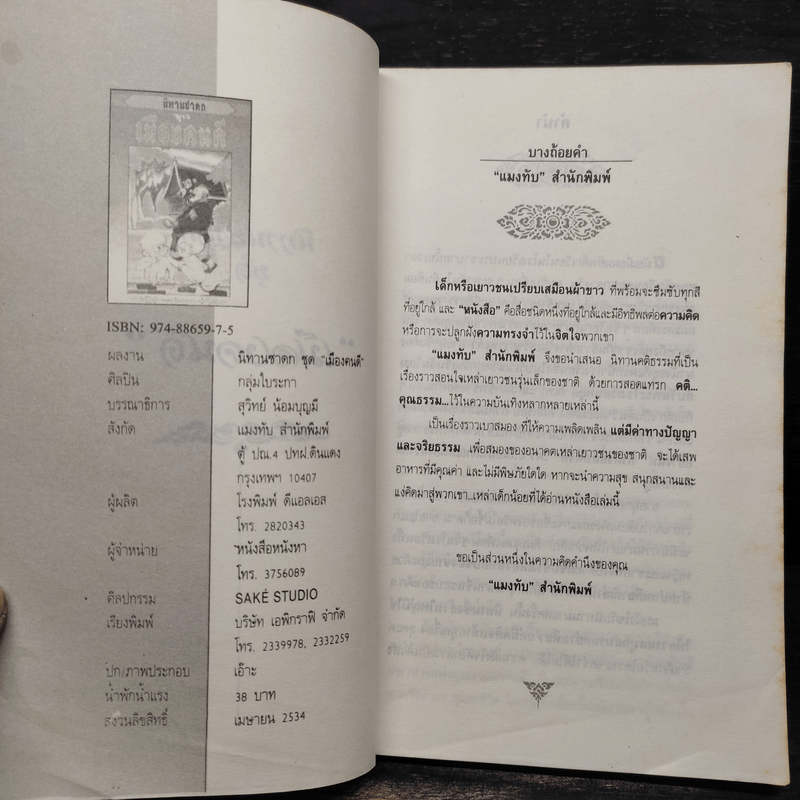 นิทานชาดก
เมืองคนดี
ISBN: 974-88659-7-5
ผลงาน นิทานชาดก ชุด "เมืองคนดี"
ศิลปิน กลุ่มใบระกา
บรรณาธิการ สุวิทย์ น้อมบุญมี
สังกัด แมงทับ สำนักพิมพ์
ตู้ ปณ.4 ปทฝ.ดินแดง
กรุงเทพฯ 10407
ผู้ผลิต โรงพิมพ์ ดีแอลเอส
โทร. 2820343
ผู้จำหน่าย หนังสือหนังหา
โทร. 3756089
ศิลปกรรม SAKÉ STUDIO
เรียงพิมพ์ บริษัท เอพิกราฟิ จำกัด
โทร. 2339978, 2332259
ปก/ภาพประกอบ เอ๊าะ
น้ำพักน้ำแรง 38 บาท
สงวนลิขสิทธิ์ เมษายน 2534
บางถ้อยคำ
"แมงทับ" สำนักพิมพ์
เด็กหรือเยาวชนเปรียบเสมือนผ้าขาว ที่พร้อมจะซึมซับทุกสี
ที่อยู่ใกล้ และ "หนังสือ" คือสื่อชนิดหนึ่งที่อยู่ใกล้และมีอิทธิพลต่อความคิด
หรือการจะปลูกฝังความทรงจำไว้ในจิตใจพวกเขา
"แมงทับ" สำนักพิมพ์ จึงขอนำเสนอ นิทานคติธรรมที่เป็น
เรื่องราวสอนใจเหล่าเยาวชนรุ่นเล็กของชาติ ด้วยการสอดแทรก คติ...
คุณธรรม...ไว้ในความบันเทิงหลากหลายเหล่านี้
เป็นเรื่องราวเบาสมอง ที่ให้ความเพลิดเพลิน แต่มีค่าทางปัญญา
และจริยธรรม เพื่อสมองของอนาคตเหล่าเยาวชนของชาติ จะได้เสพ
อาหารที่มีคุณค่า และไม่มีพิษภัยใดใด หากจะนำความสุข สนุกสนานและ
แง่คิดมาสู่พวกเขา...เหล่าเด็กน้อยที่ได้อ่านหนังสือเล่มนี้
ขอเป็นส่วนหนึ่งในความคิดคำนึงของคุณ
"แมงทับ" สำนักพิมพ์